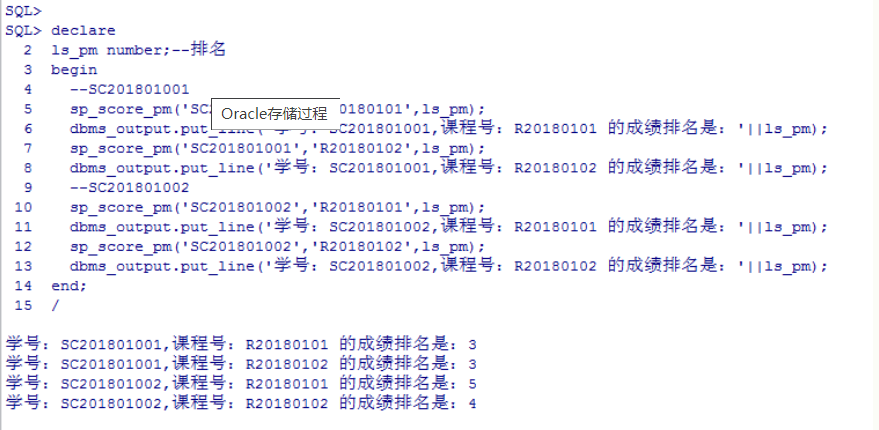 SQL>
SQL> declare
2 ls_pm number;--排名
3 begin
4 --SC201801001
5 sp_score_pm('SC2 0180101',ls_pm);
Oracle存储过程
6 dbms_output.put_line('学号：SC201801001,课程号：R20180101 的成绩排名是：'||ls_pm);
7 sp_score_pm('SC201801001','R20180102',ls_pm);
8 dbms_output.put_line('学号：SC201801001,课程号：R20180102 的成绩排名是：'||ls_pm);
9 --SC201801002
10 sp_score_pm('SC201801002','R20180101',ls_pm);
11 dbms_output.put_line('学号：SC201801002,课程号：R20180101 的成绩排名是：'||ls_pm);
12 sp_score_pm('SC201801002','R20180102',ls_pm);
13 dbms_output.put_line('学号：SC201801002,课程号：R20180102 的成绩排名是：'||ls_pm);
14 end;
15 /
学号：SC201801001,课程号：R20180101 的成绩排名是：3
学号：SC201801001,课程号：R20180102 的成绩排名是：3
学号：SC201801002,课程号：R20180101 的成绩排名是：5
学号：SC201801002,课程号：R20180102 的成绩排名是：4